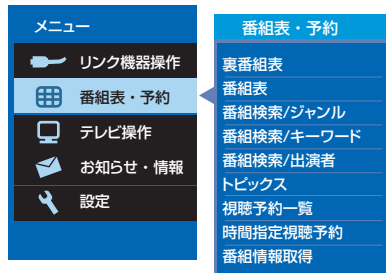 メニュー
リンク機器操作
番組表・予約
テレビ操作
お知らせ・情報
設定
番組表・予約
裏番組表
番組表
番組検索/ジャンル
番組検索/キーワード
番組検索/出演者
トピックス
視聴予約一覧
時間指定視聴予約
番組情報取得